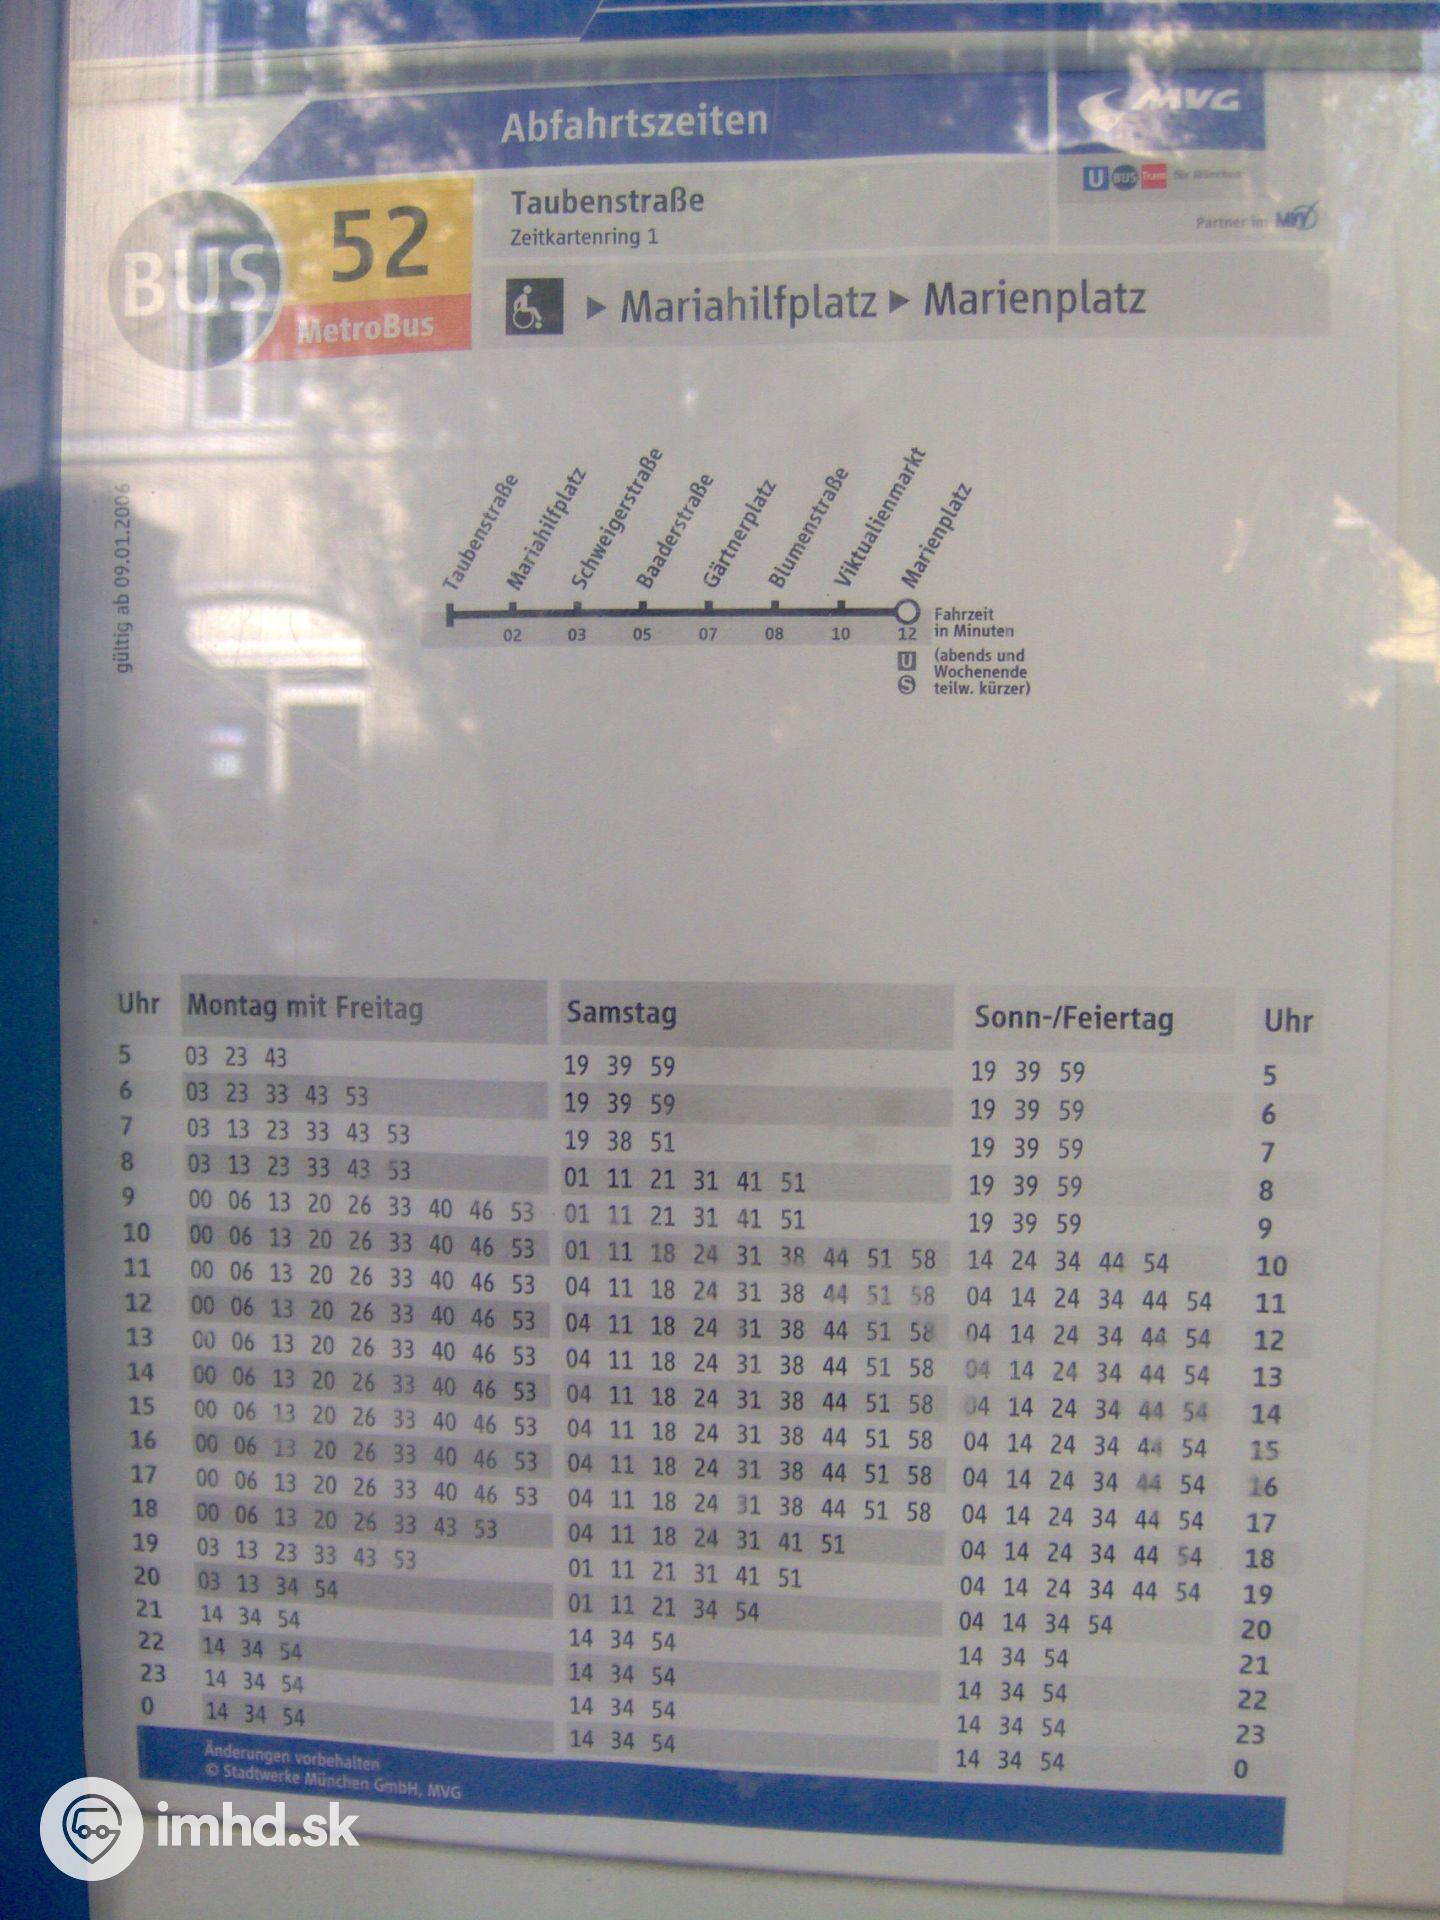 Abfahrtszeiten
MVG
U BUS Tram für München
Partner im MVV
BUS 52
MetroBus
Taubenstraße
Zeitkartenring 1
Mariahilfplatz Marienplatz
gültig ab 09.01.2006
Taubenstraße Mariahilfplatz Schweigerstraße Baaderstraße Gärtnerplatz Blumenstraße Viktualienmarkt Marienplatz
02 03 05 07 08 10 12
Fahrzeit
in Minuten
U (abends und
Wochenende
S teilw. kürzer)
Uhr Montag mit Freitag Samstag Sonn-/Feiertag Uhr
5 03 23 43 19 39 59 19 39 59 5
6 03 23 33 43 53 19 39 59 19 39 59 6
7 03 13 23 33 43 53 19 38 51 19 39 59 7
8 03 13 23 33 43 53 01 11 21 31 41 51 19 39 59 8
9 00 06 13 20 26 33 40 46 53 01 11 21 31 41 51 19 39 59 9
10 00 06 13 20 26 33 40 46 53 01 11 18 24 31 38 44 51 58 14 24 34 44 54 10
11 00 06 13 20 26 33 40 46 53 04 11 18 24 31 38 44 51 58 04 14 24 34 44 54 11
12 00 06 13 20 26 33 40 46 53 04 11 18 24 31 38 44 51 58 04 14 24 34 44 54 12
13 00 06 13 20 26 33 40 46 53 04 11 18 24 31 38 44 51 58 04 14 24 34 44 54 13
14 00 06 13 20 26 33 40 46 53 04 11 18 24 31 38 44 51 58 04 14 24 34 44 54 14
15 00 06 13 20 26 33 40 46 53 04 11 18 24 31 38 44 51 58 04 14 24 34 44 54 15
16 00 06 13 20 26 33 40 46 53 04 11 18 24 31 38 44 51 58 04 14 24 34 44 54 16
17 00 06 13 20 26 33 40 46 53 04 11 18 24 31 38 44 51 58 04 14 24 34 44 54 17
18 00 06 13 20 26 33 43 53 04 11 18 24 31 41 51 04 14 24 34 44 54 18
19 03 13 23 33 43 53 01 11 21 31 41 51 04 14 24 34 44 54 19
20 03 13 34 54 01 11 21 34 54 04 14 34 54 20
21 14 34 54 14 34 54 14 34 54 21
22 14 34 54 14 34 54 14 34 54 22
23 14 34 54 14 34 54 14 34 54 23
0 14 34 54 14 34 54 14 34 54 0
Änderungen vorbehalten
© Stadtwerke München GmbH, MVG
imhd.sk